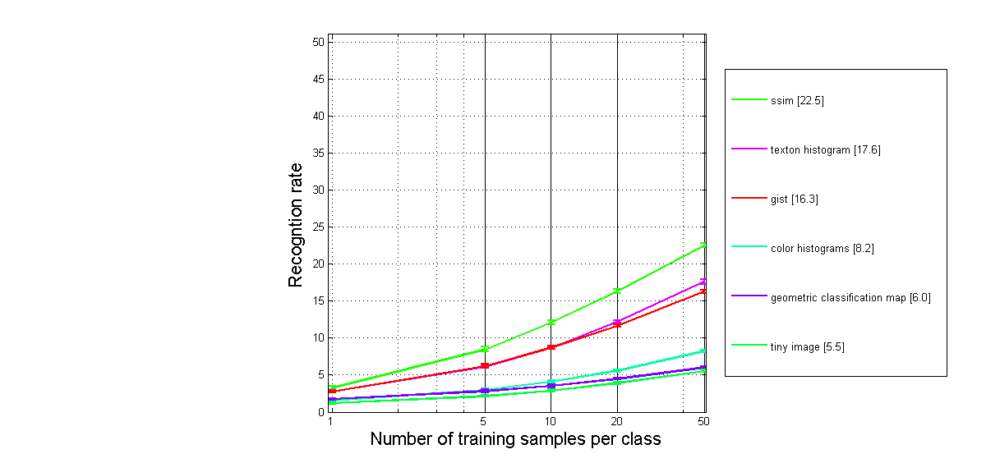 50
45
40
35
30
25
20
15
10
5
0
Recogntion rate
1 5 10 20 50
Number of training samples per class
ssim [22.5]
texton histogram [17.6]
gist [16.3]
color histograms [8.2]
geometric classification map [6.0]
tiny image [5.5]